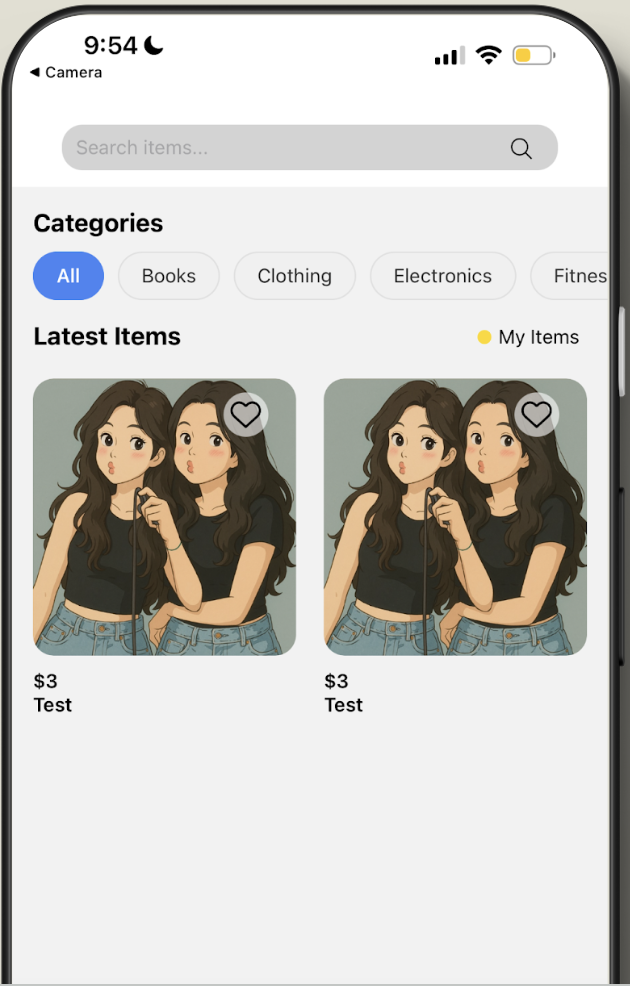 9:54
◀ Camera
Search items...
Categories
All Books Clothing Electronics Fitnes
Latest Items My Items
$3 $3
Test Test